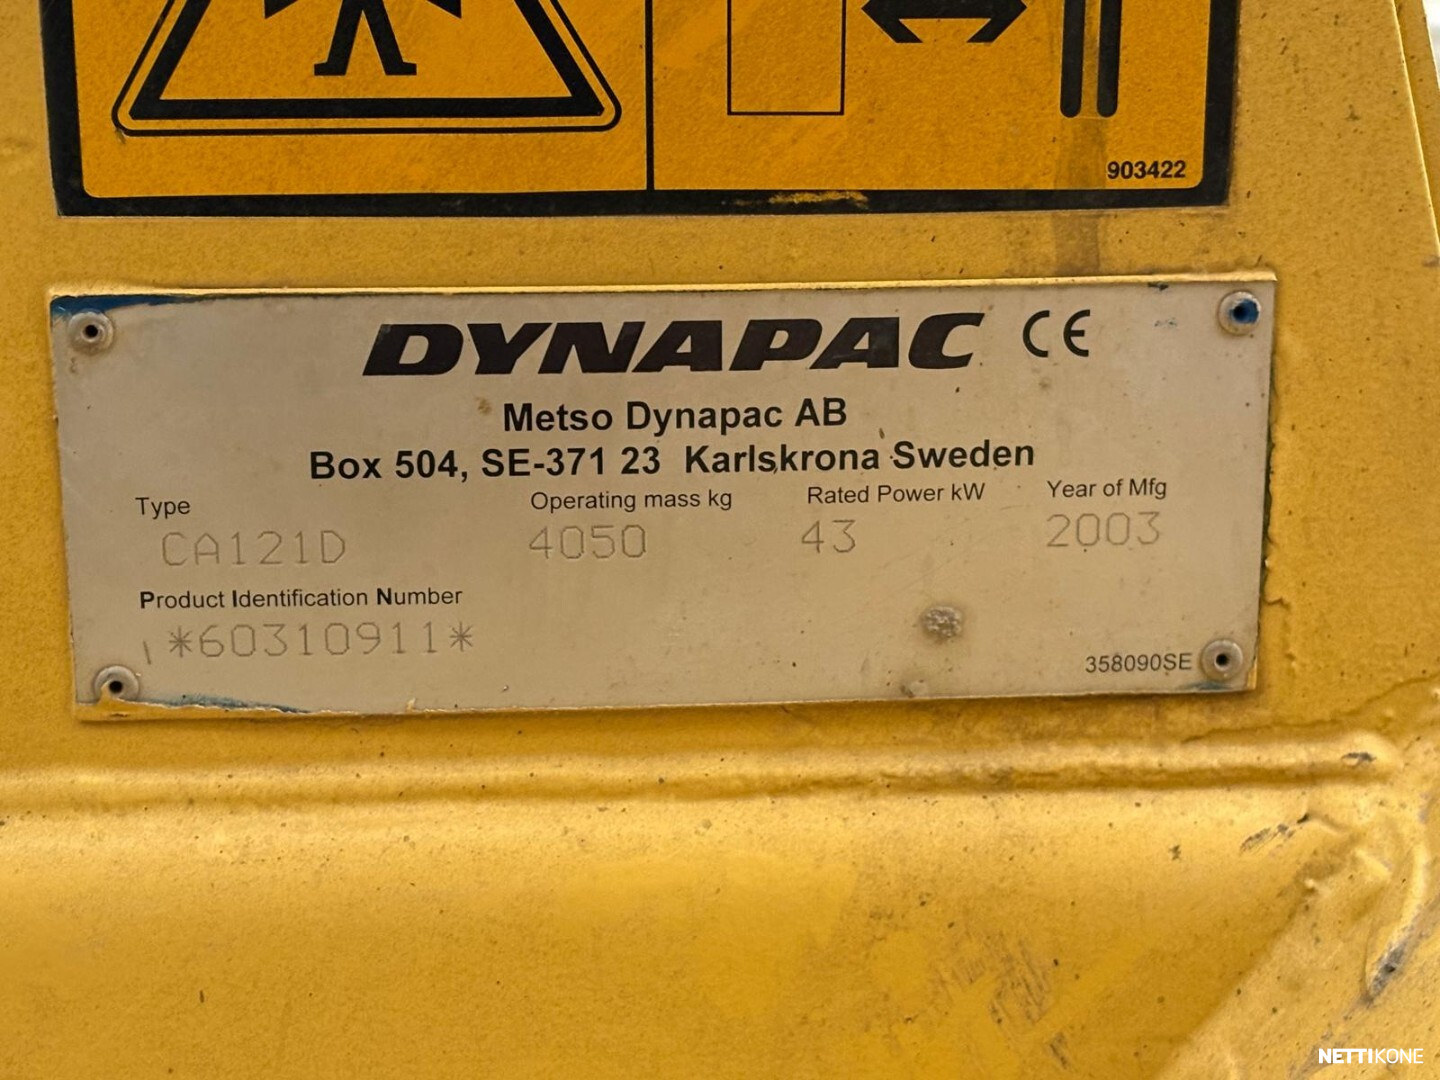 903422
DYNAPAC CE
Metso Dynapac AB
Box 504, SE-371 23 Karlskrona Sweden
Type Operating mass kg Rated Power kW Year of Mfg
CA121D 4050 43 2003
Product Identification Number
*60310911*
358090SE
NETTIKONE